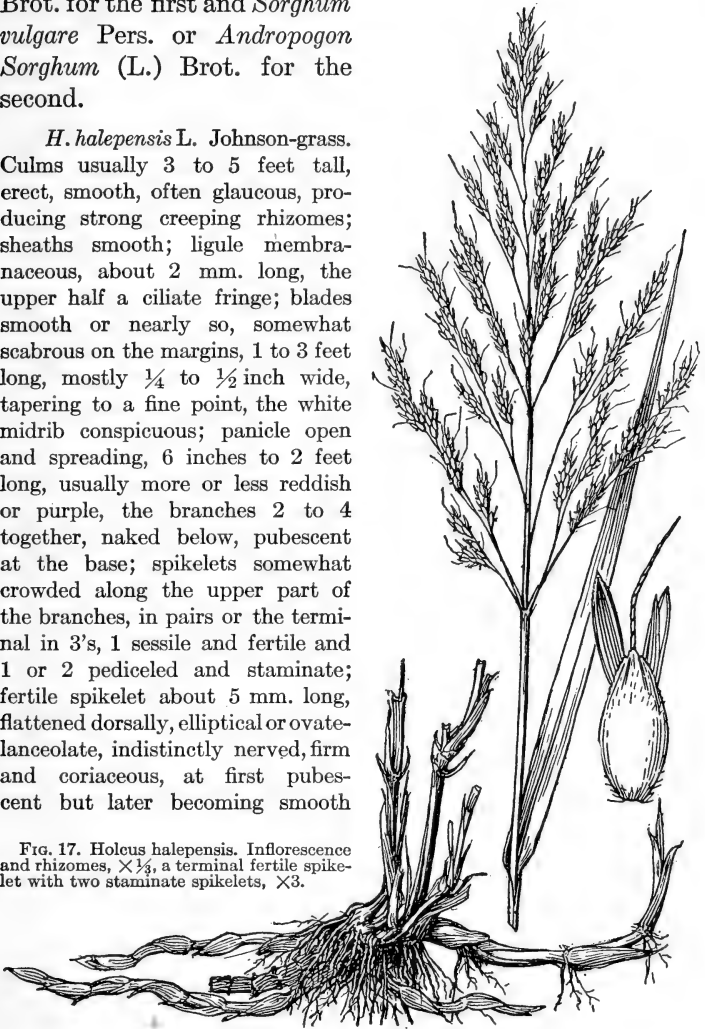 Brot. for the first and Sorghum
vulgare Pers. or Andropogon
Sorghum (L.) Brot. for the
second.
H. halepensis L. Johnson-grass.
Culms usually 3 to 5 feet tall,
erect, smooth, often glaucous, pro-
ducing strong creeping rhizomes;
sheaths smooth; ligule membra-
naceous, about 2 mm. long, the
upper half a ciliate fringe; blades
smooth or nearly so, somewhat
scabrous on the margins, 1 to 3 feet
long, mostly ¼ to ½ inch wide,
tapering to a fine point, the white
midrib conspicuous; panicle open
and spreading, 6 inches to 2 feet
long, usually more or less reddish
or purple, the branches 2 to 4
together, naked below, pubescent
at the base; spikelets somewhat
crowded along the upper part of
the branches, in pairs or the termi-
nal in 3's, 1 sessile and fertile and
1 or 2 pediceled and staminate;
fertile spikelet about 5 mm. long,
flattened dorsally, elliptical or ovate-
lanceolate, indistinctly nerved, firm
and coriaceous, at first pubes-
cent but later becoming smooth
FIG. 17. Holcus halepensis. Inflorescence
and rhizomes, ×⅓, a terminal fertile spike-
let with two staminate spikelets, ×3.